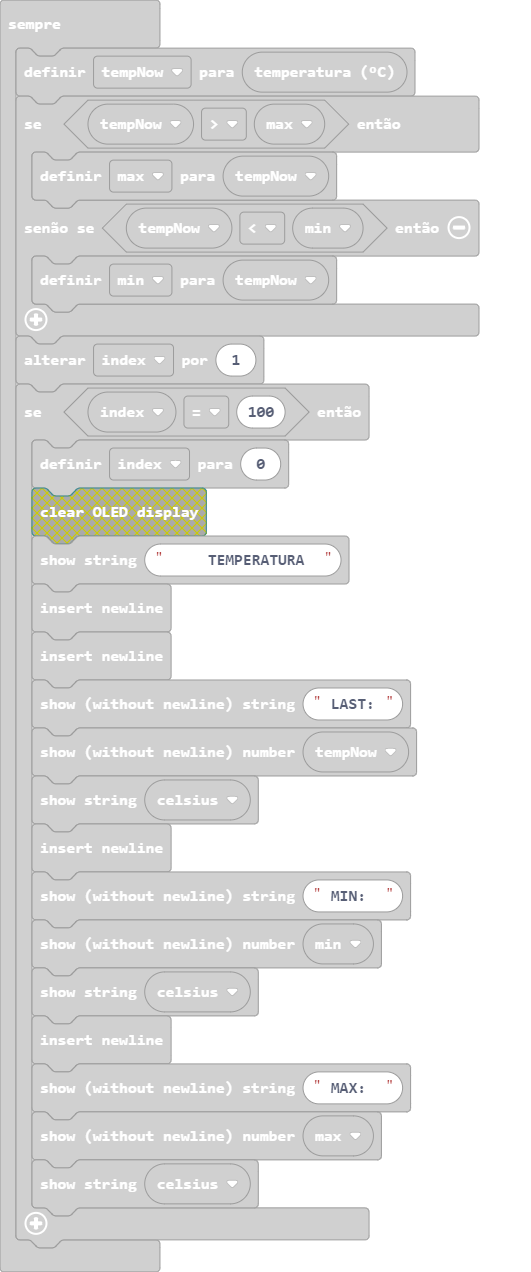 sempre
definir tempNow para temperatura (ºC)
se tempNow > max então
definir max para tempNow
senão se tempNow < min então
definir min para tempNow
alterar index por 1
se index = 100 então
definir index para 0
clear OLED display
show string " TEMPERATURA "
insert newline
insert newline
show (without newline) string " LAST: "
show (without newline) number tempNow
show string celsius
insert newline
show (without newline) string " MIN: "
show (without newline) number min
show string celsius
insert newline
show (without newline) string " MAX: "
show (without newline) number max
show string celsius